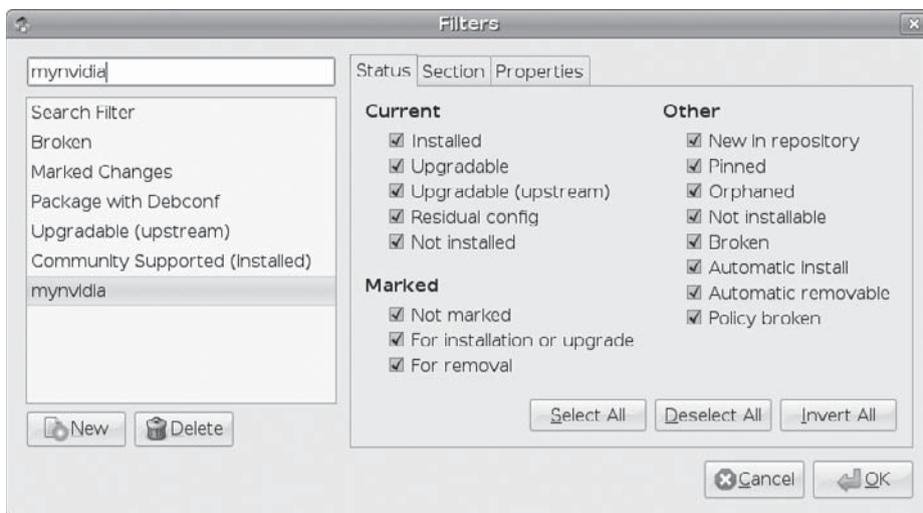 Filters
mynvidia
Search Filter
Broken
Marked Changes
Package with Debconf
Upgradable (upstream)
Community Supported (installed)
mynvidia
New
Delete
Status
Section
Properties
Current
Installed
Upgradable
Upgradable (upstream)
Residual config
Not installed
Marked
Not marked
For installation or upgrade
For removal
Other
New in repository
Pinned
Orphaned
Not installable
Broken
Automatic install
Automatic removable
Policy broken
Select All
Deselect All
Invert All
Cancel
OK